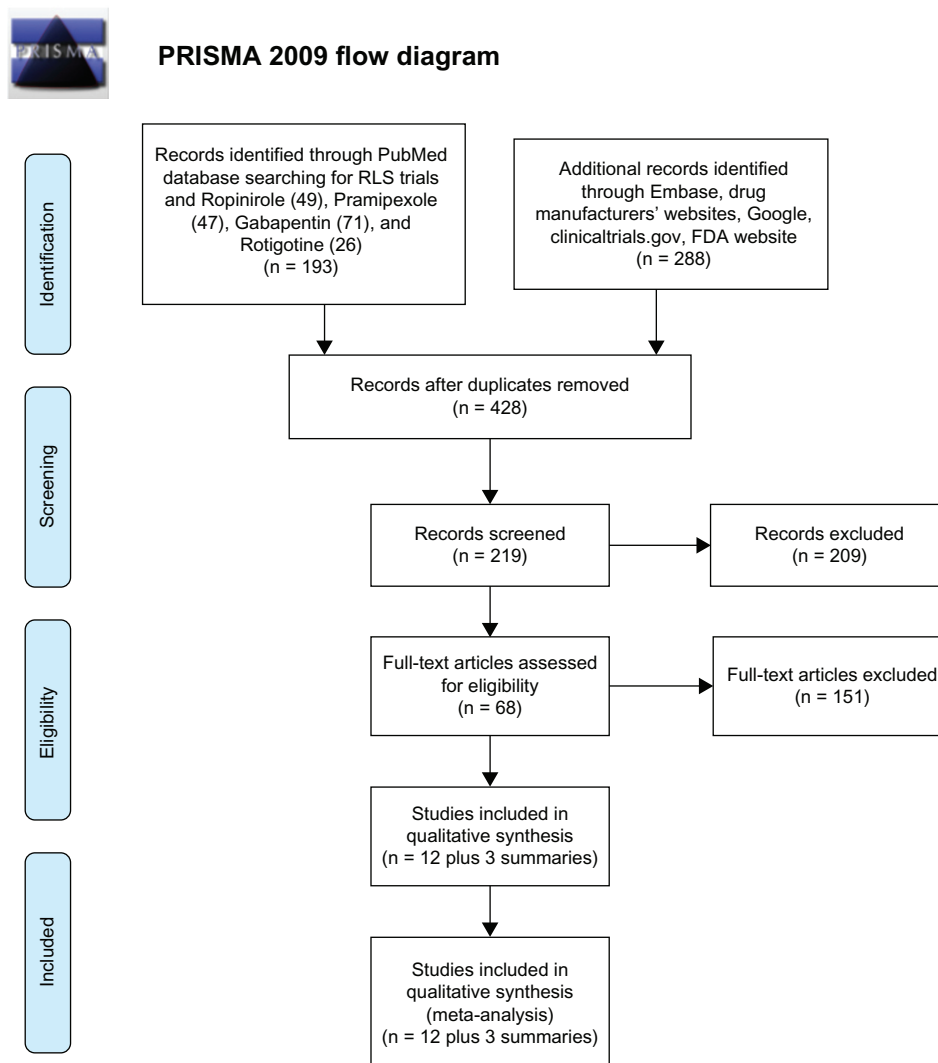 PRISMA
PRISMA 2009 flow diagram
Identification
Records identified through PubMed
database searching for RLS trials
and Ropinirole (49), Pramipexole
(47), Gabapentin (71), and
Rotigotine (26)
(n = 193)
Additional records identified
through Embase, drug
manufacturers' websites, Google,
clinicaltrials.gov, FDA website
(n = 288)
Records after duplicates removed
(n = 428)
Screening
Records screened
(n = 219)
Records excluded
(n = 209)
Eligibility
Full-text articles assessed
for eligibility
(n = 68)
Full-text articles excluded
(n = 151)
Studies included in
qualitative synthesis
(n = 12 plus 3 summaries)
Included
Studies included in
qualitative synthesis
(meta-analysis)
(n = 12 plus 3 summaries)